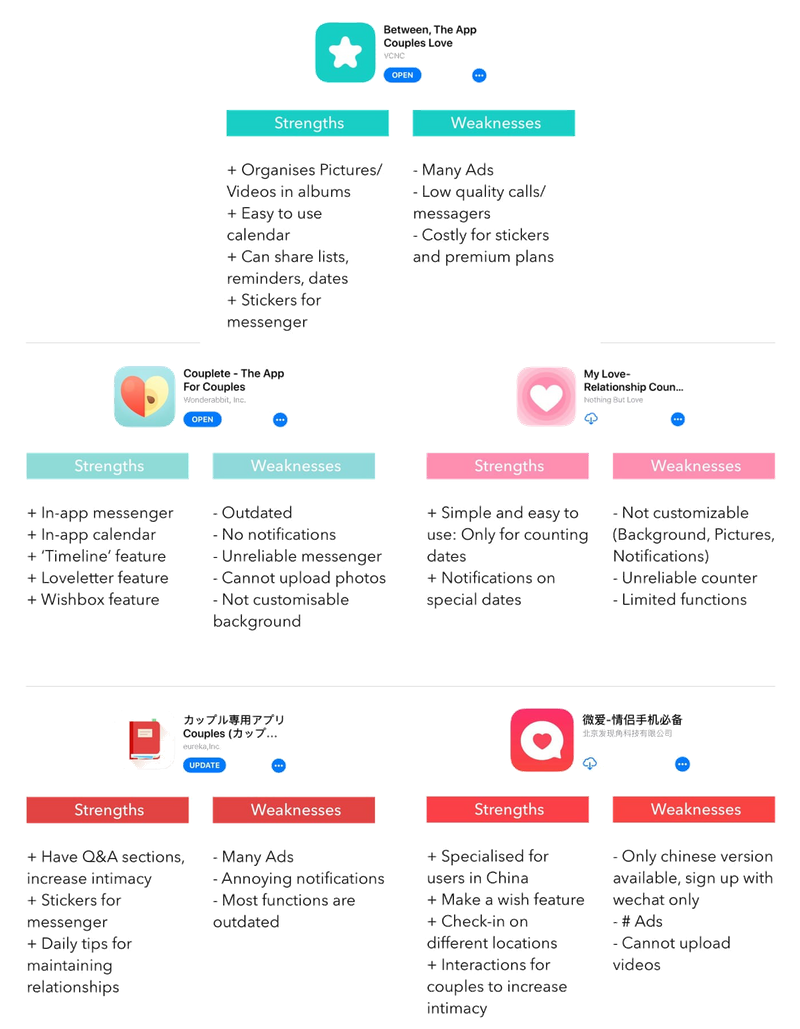 Between, The App
Couples Love
VCNC
OPEN
Strengths
Weaknesses
+ Organises Pictures/
Videos in albums
+ Easy to use
calendar
+ Can share lists,
reminders, dates
+ Stickers for
messenger
- Many Ads
- Low quality calls/
messagers
- Costly for stickers
and premium plans
Couplete - The App
For Couples
Wonderabbit, Inc.
OPEN
Strengths
Weaknesses
+ In-app messenger
+ In-app calendar
+ ‘Timeline’ feature
+ Loveletter feature
+ Wishbox feature
- Outdated
- No notifications
- Unreliable messenger
- Cannot upload photos
- Not customisable
background
My Love-
Relationship Coun...
Nothing But Love
Strengths
Weaknesses
+ Simple and easy to
use: Only for counting
dates
+ Notifications on
special dates
- Not customizable
(Background, Pictures,
Notifications)
- Unreliable counter
- Limited functions
カップル専用アプリ
Couples (カップ...
eureka,Inc
UPDATE
Strengths
Weaknesses
+ Have Q&A sections,
increase intimacy
+ Stickers for
messenger
+ Daily tips for
maintaining
relationships
- Many Ads
- Annoying notifications
- Most functions are
outdated
微爱-情侣手机必备
北京发现角科技有限公司
Strengths
Weaknesses
+ Specialised for
users in China
+ Make a wish feature
+ Check-in on
different locations
+ Interactions for
couples to increase
intimacy
- Only chinese version
available, sign up with
wechat only
- # Ads
- Cannot upload
videos